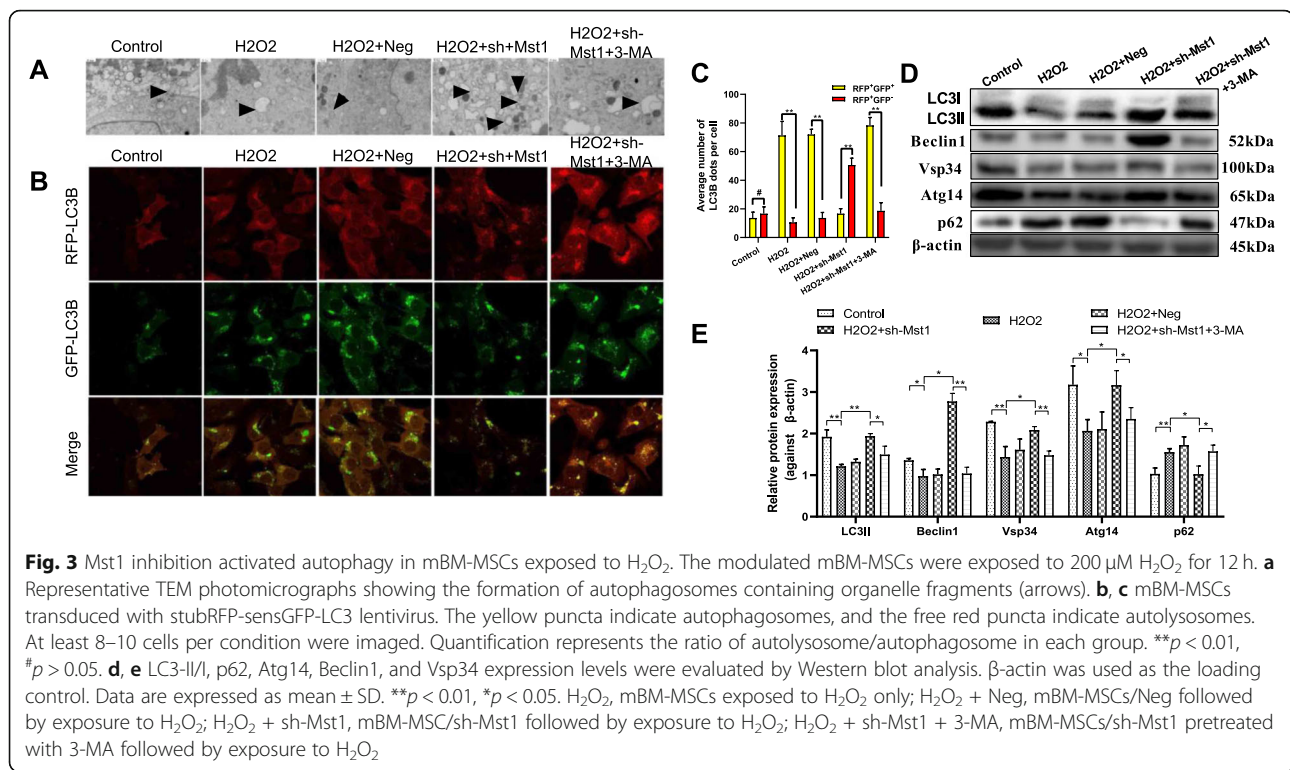 Control H2O2 H2O2+Neg H2O2+sh+Mst1 H2O2+sh-
Mst1+3-MA
A
Control H2O2 H2O2+Neg H2O2+sh+Mst1 H2O2+sh-
Mst1+3-MA
B
RFP-LC3B
GFP-LC3B
Merge
C
RFP⁺GFP⁺
RFP⁺GFP⁻
Average number of
LC3B dots per cell
80
60
40
20
0
# ** ** ** **
Control
H2O2
H2O2+Neg
H2O2+sh-Mst1
H2O2+sh-Mst1+3-MA
D
Control H2O2 H2O2+Neg H2O2+sh-Mst1 H2O2+sh-Mst1
+3-MA
LC3I
LC3II
Beclin1 52kDa
Vsp34 100kDa
Atg14 65kDa
p62 47kDa
β-actin 45kDa
E
Control H2O2 H2O2+Neg
H2O2+sh-Mst1 H2O2+sh-Mst1+3-MA
Relative protein expression
(against β-actin)
4
3
2
1
0
** ** * * * ** ** * ** * * * ** * *
LC3II Beclin1 Vsp34 Atg14 p62
Fig. 3 Mst1 inhibition activated autophagy in mBM-MSCs exposed to H₂O₂. The modulated mBM-MSCs were exposed to 200 μM H₂O₂ for 12 h. a
Representative TEM photomicrographs showing the formation of autophagosomes containing organelle fragments (arrows). b, c mBM-MSCs
transduced with stubRFP-sensGFP-LC3 lentivirus. The yellow puncta indicate autophagosomes, and the free red puncta indicate autolysosomes.
At least 8–10 cells per condition were imaged. Quantification represents the ratio of autolysosome/autophagosome in each group. **p < 0.01,
#p > 0.05. d, e LC3-II/I, p62, Atg14, Beclin1, and Vsp34 expression levels were evaluated by Western blot analysis. β-actin was used as the loading
control. Data are expressed as mean ± SD. **p < 0.01, *p < 0.05. H₂O₂, mBM-MSCs exposed to H₂O₂ only; H₂O₂ + Neg, mBM-MSCs/Neg followed
by exposure to H₂O₂; H₂O₂ + sh-Mst1, mBM-MSC/sh-Mst1 followed by exposure to H₂O₂; H₂O₂ + sh-Mst1 + 3-MA, mBM-MSCs/sh-Mst1 pretreated
with 3-MA followed by exposure to H₂O₂